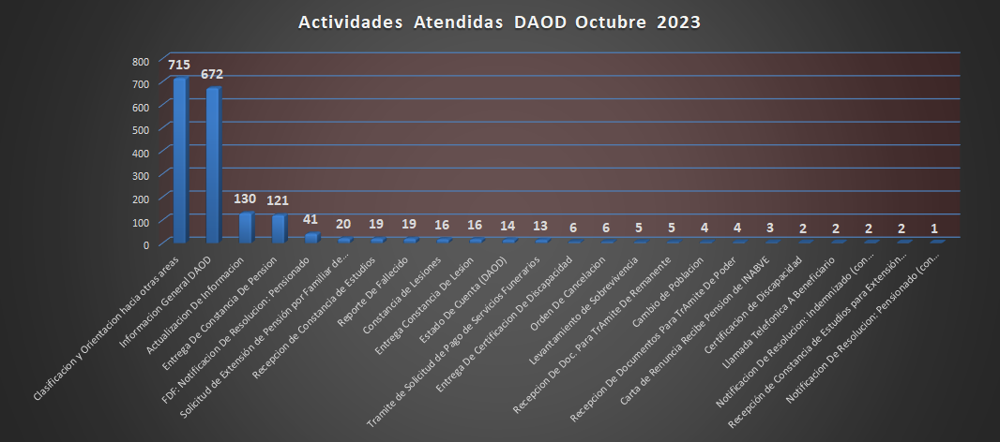 Actividades Atendidas DAOD Octubre 2023
800
700
600
500
400
300
200
100
0
715
672
130
121
41
20
19
19
16
16
14
13
6
6
5
5
4
4
3
2
2
2
2
1
Clasificacion y Orientacion hacia otras areas
Informacion General DAOD
Actualizacion De Informacion
Entrega De Constancia De Pension
FDF: Notificacion De Resolucion: Pensionado
Solicitud de Extensión de Pensión por Familiar de...
Recepcion de Constancia de Estudios
Reporte De Fallecido
Constancia de Lesiones
Entrega Constancia De Lesion
Estado De Cuenta (DAOD)
Tramite de Solicitud de Pago de Servicios Funerarios
Entrega De Certificacion De Discapacidad
Orden De Cancelacion
Levantamiento de Sobrevivencia
Recepcion De Doc. Para TrAmite De Remanente
Cambio de Poblacion
Recepcion De Documentos Para TrAmite De Poder
Carta de Renuncia Recibe Pension de INABVE
Certificacion de Discapacidad
Llamada Telefonica A Beneficiario
Notificacion De Resolucion: Indemnizado (con...
Recepción de Constancia de Estudios para Extensión...
Notificacion De Resolucion: Pensionado (con...